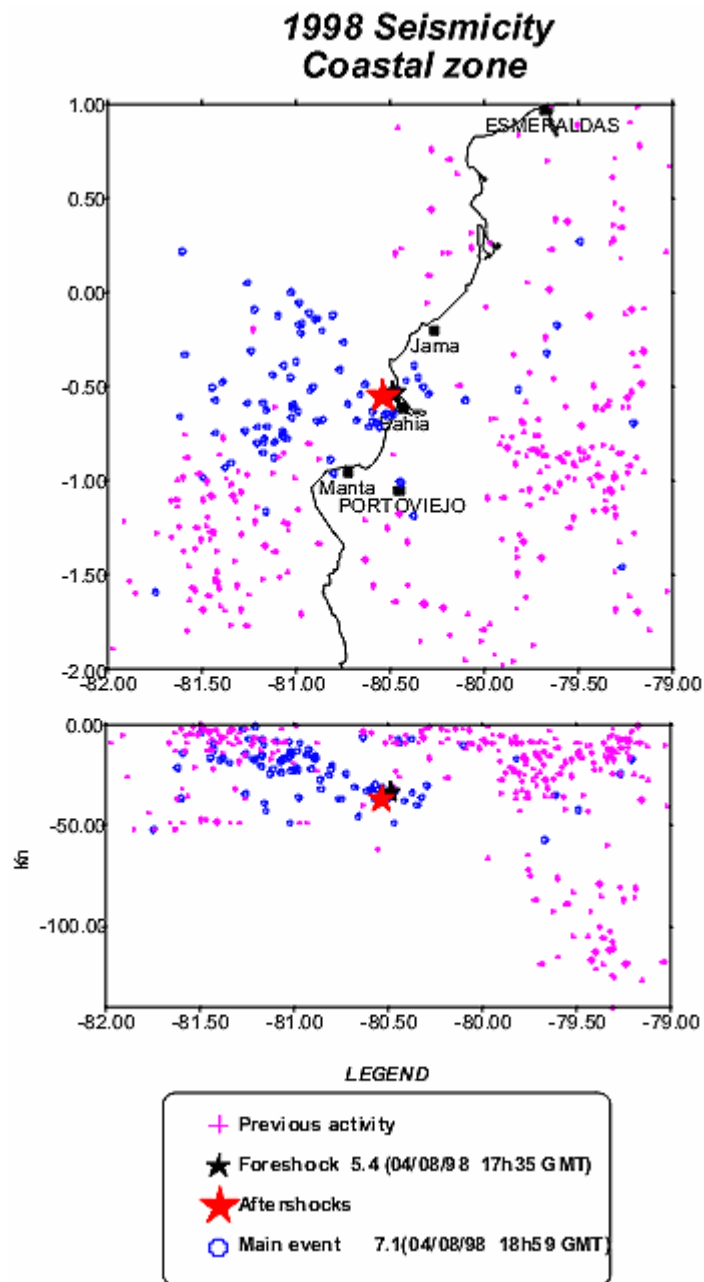 1998 Seismicity
Coastal zone
1.00
ESMERALDAS
0.50
0.00
Jama
-0.50
Bahia
-1.00
Manta
PORTOVIEJO
-1.50
-2.00
-82.00 -81.50 -81.00 -80.50 -80.00 -79.50 -79.00
0.00
-50.00
Km
-100.00
-82.00 -81.50 -81.00 -80.50 -80.00 -79.50 -79.00
LEGEND
Previous activity
Foreshock 5.4 (04/08/98 17h35 GMT)
Aftershocks
Main event 7.1(04/08/98 18h59 GMT)